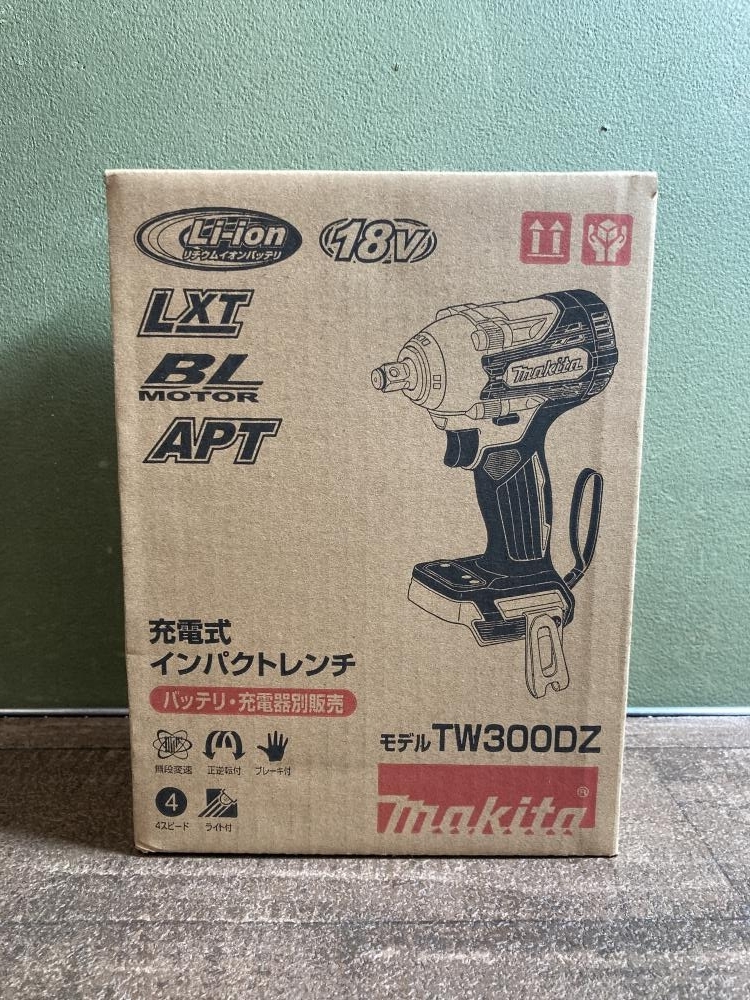 Li-ion
リチウムイオンバッテリ
18V
LXT
BL
MOTOR
APT
makita
充電式
インパクトレンチ
バッテリ・充電器別販売
モデル TW300DZ
無段変速
正逆転付
ブレーキ付
4
4スピード
ライト付
makita®